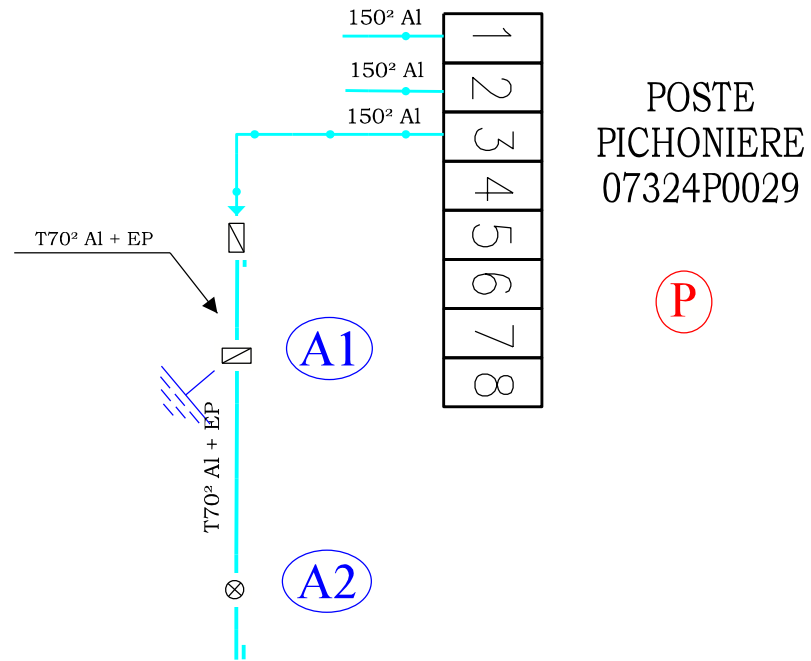 150² Al
150² Al
150² Al
1
2
3
4
5
6
7
8
POSTE
PICHONIERE
07324P0029
P
T70² Al + EP
A1
T70² Al + EP
A2